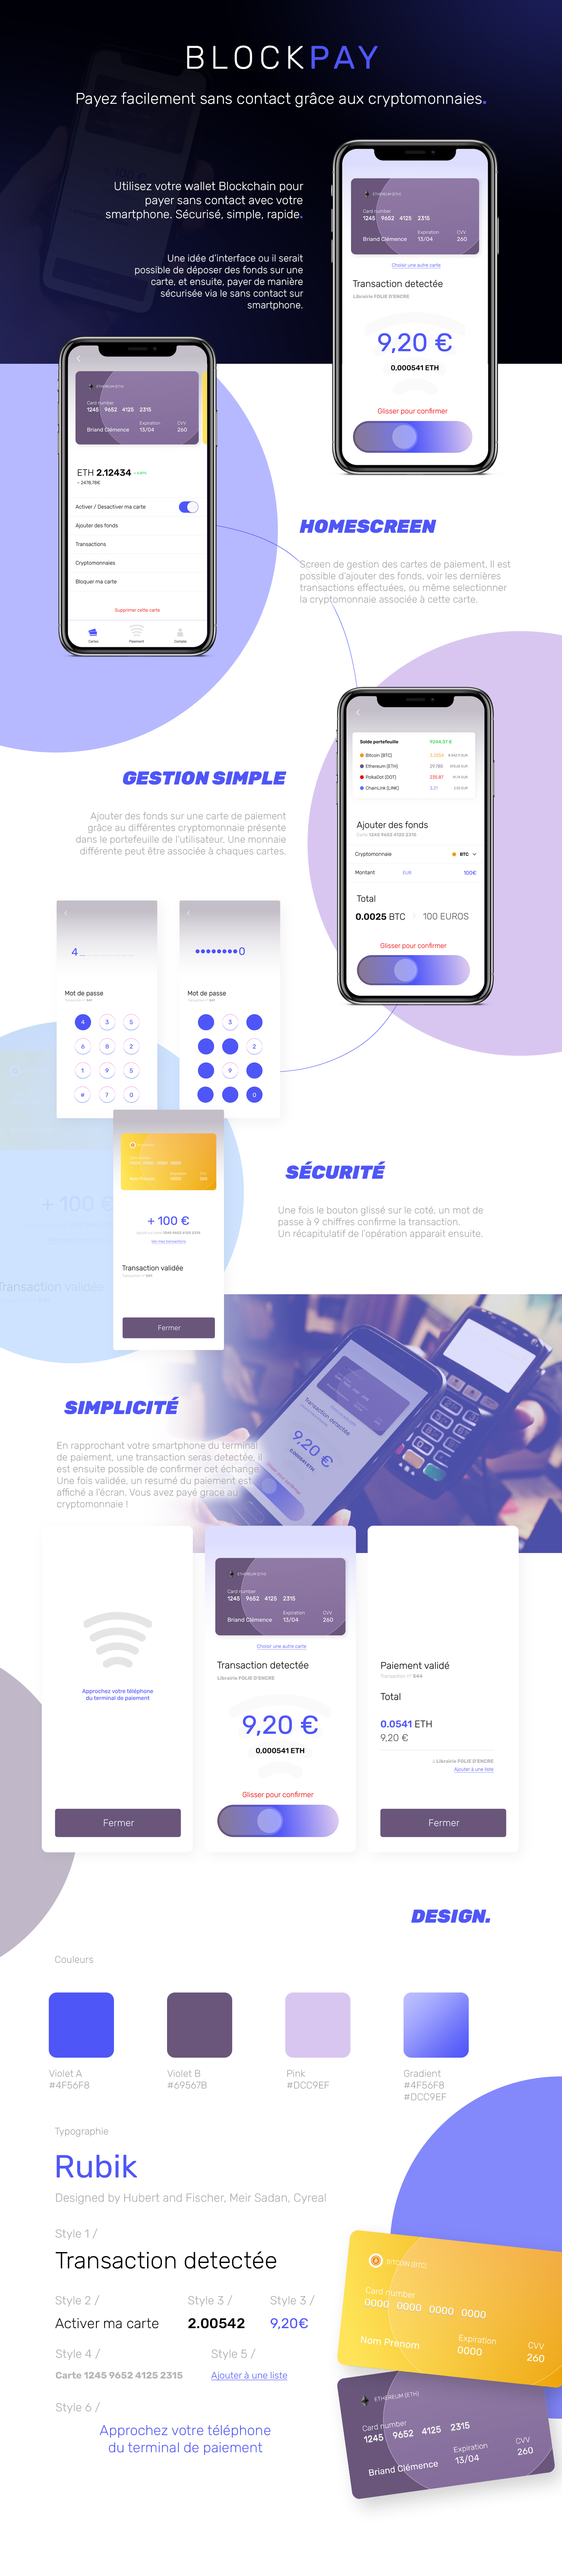 BLOCKPAY
Payez facilement sans contact grâce aux cryptomonnaies.
Utilisez votre wallet Blockchain pour
payer sans contact avec votre
smartphone. Sécurisé, simple, rapide.
Une idée d'interface ou il serait
possible de déposer des fonds sur une
carte, et ensuite, payer de manière
sécurisée via le sans contact sur
smartphone.
ETHEREUM (ETH)
Card number
1245 9652 4125 2315
Expiration CVV
Briand Clémence 13/04 260
Choisir une autre carte
Transaction detectée
Librairie FOLIE D'ENCRE
9,20 €
0,000541 ETH
Glisser pour confirmer
ETHEREUM (ETH)
Card number
1245 9652 4125 2315
Expiration CVV
Briand Clémence 13/04 260
ETH 2.12434
≈ 2478,78€
Activer / Desactiver ma carte
Ajouter des fonds
Transactions
Cryptomonnaies
Bloquer ma carte
Supprimer cette carte
Cartes Paiement Compte
HOMESCREEN
Screen de gestion des cartes de paiement. Il est
possible d'ajouter des fonds, voir les dernières
transactions effectuées, ou même selectionner
la cryptomonnaie associée à cette carte.
Solde portefeuille 9244,57 €
Bitcoin (BTC)
Ethereum (ETH) 29,785
PolkaDot (DOT) 235,87
ChainLink (LINK) 3,21
Ajouter des fonds
Carte 1245 9652 4125 2315
Cryptomonnaie BTC
Montant EUR 100€
Total
0.0025 BTC 100 EUROS
Glisser pour confirmer
GESTION SIMPLE
Ajouter des fonds sur une carte de paiement
grâce au différentes cryptomonnaie présente
dans le portefeuille de l'utilisateur. Une monnaie
différente peut être associée à chaques cartes.
4
Mot de passe
4 3 5
6 8 2
1 9 5
# 7 0
0
Mot de passe
3
2
9
0
+ 100 €
Voir mes transactions
Transaction validée
Fermer
+ 100 €
Transaction validée
SÉCURITÉ
Une fois le bouton glissé sur le coté, un mot de
passe à 9 chiffres confirme la transaction.
Un récapitulatif de l'opération apparait ensuite.
SIMPLICITÉ
En rapprochant votre smartphone du terminal
de paiement, une transaction seras detectée, il
est ensuite possible de confirmer cet échange.
Une fois validée, un resumé du paiement est
affiché a l'écran. Vous avez payé grace au
cryptomonnaie !
Transaction detectée
9,20 €
0,000541 ETH
Approchez votre téléphone
du terminal de paiement
Fermer
ETHEREUM (ETH)
Card number
1245 9652 4125 2315
Expiration CVV
Briand Clémence 13/04 260
Choisir une autre carte
Transaction detectée
Librairie FOLIE D'ENCRE
9,20 €
0,000541 ETH
Glisser pour confirmer
Paiement validé
Total
0.0541 ETH
9,20 €
à Librairie FOLIE D'ENCRE
Ajouter à une liste
Fermer
DESIGN.
Couleurs
Violet A
#4F56F8
Violet B
#69567B
Pink
#DCC9EF
Gradient
#4F56F8
#DCC9EF
Typographie
Rubik
Designed by Hubert and Fischer, Meir Sadan, Cyreal
Style 1 /
Transaction detectée
Style 2 / Style 3 / Style 3 /
Activer ma carte 2.00542 9,20€
Style 4 / Style 5 /
Carte 1245 9652 4125 2315 Ajouter à une liste
Style 6 /
Approchez votre téléphone
du terminal de paiement
BITCOIN (BTC)
Card number
0000 0000 0000 0000
Expiration CVV
Nom Prenom 0000 260
ETHEREUM (ETH)
Card number
1245 9652 4125 2315
Expiration CVV
Briand Clémence 13/04 260